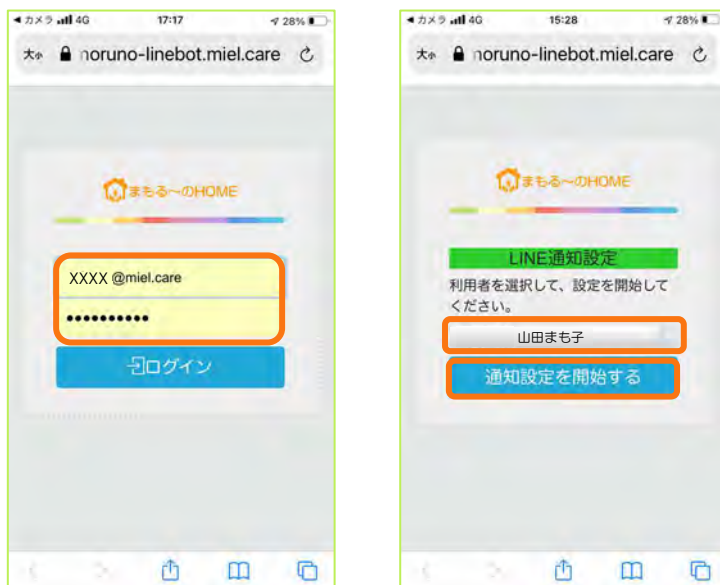 カメラ 4G 17:17 28%
大小 noruno-linebot.miel.care
まもる～のHOME
XXXX @miel.care
••••••••••
ログイン
カメラ 4G 15:28 28%
大小 noruno-linebot.miel.care
まもる～のHOME
LINE通知設定
利用者を選択して、設定を開始して
ください。
山田まも子
通知設定を開始する